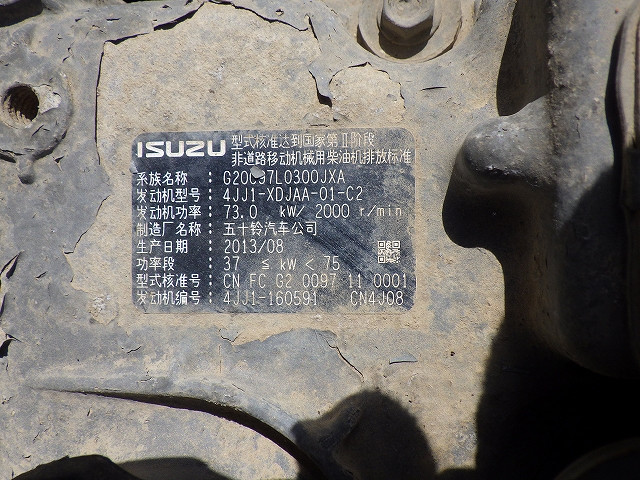 ISUZU 型式核准达到国家第Ⅱ阶段
非道路移动机械用柴油机排放标准
系族名称 : G20C97L0300JXA
发动机型号 : 4JJ1-XDJAA-01-C2
发动机功率 : 73.0 kW/ 2000 r/min
制造厂名称 : 五十铃汽车公司
生产日期 : 2013/08
功率段 : 37 ≤ kW < 75
型式核准号 : CN FC G2 0097 11 0001
发动机编号 : 4JJ1-160591 CN4J08